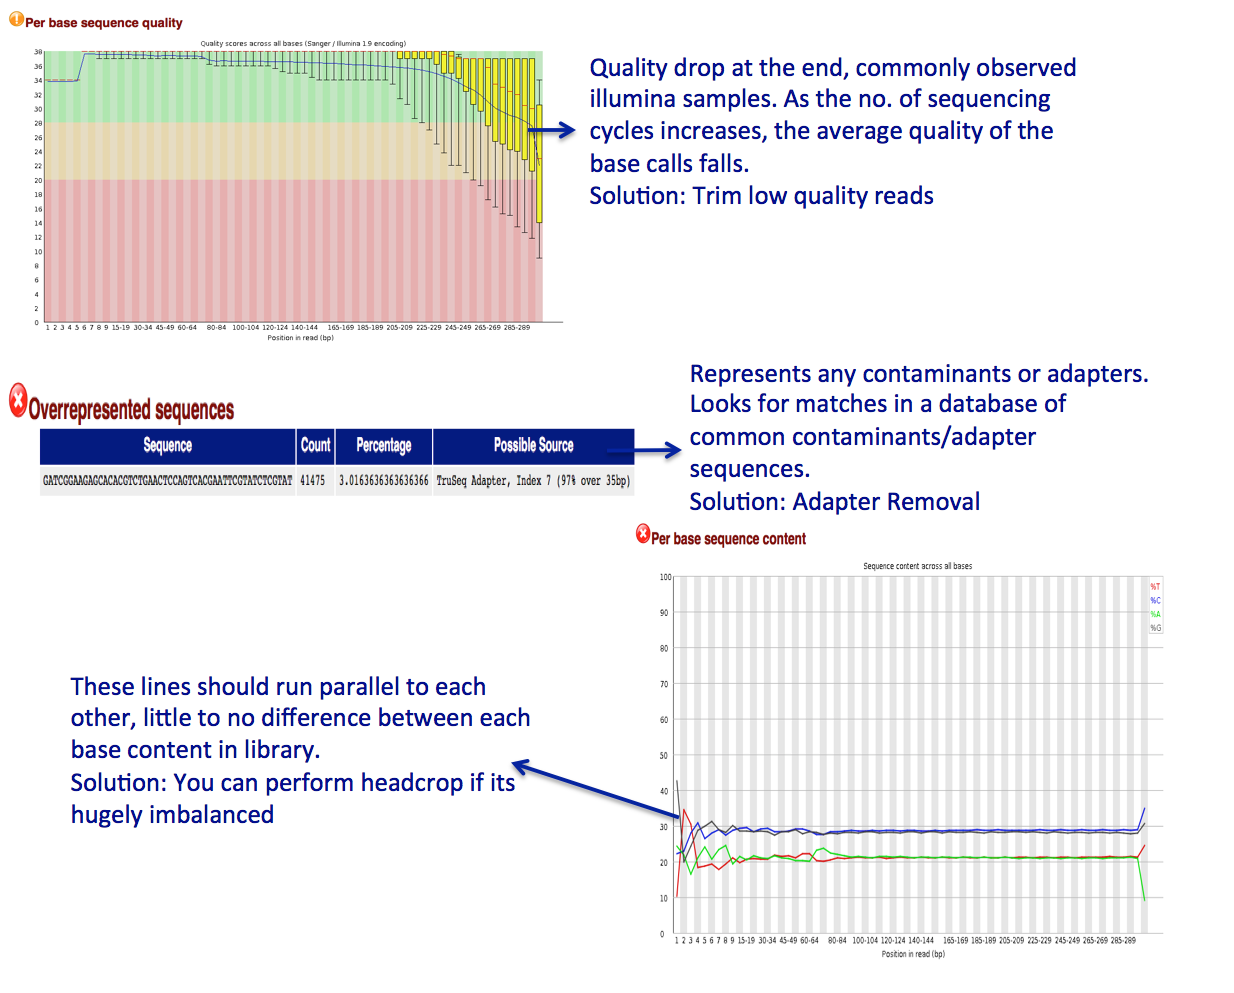 Per base sequence quality
Quality scores across all bases (Sanger / Illumina 1.9 encoding)
38
34
34
32
30
28
26
24
22
20
18
16
14
12
10
8
6
4
2
0
1 2 3 4 5 6 7 8 9 15-19 30-34 45-49 60-64 80-84 100-104 120-124 140-144 165-169 185-189 205-209 225-229 245-249 265-269 285-289
Position in read (bp)
Quality drop at the end, commonly observed
illumina samples. As the no. of sequencing
cycles increases, the average quality of the
base calls falls.
Solution: Trim low quality reads
Overrepresented sequences
Sequence Count Percentage Possible Source
GATCGGAAGAGCACACGTCTGAACTCCAGTCACGAATTCGTATCTCGTAT 41475 3.0163636363636366 TruSeq Adapter, Index 7 (97% over 35bp)
Represents any contaminants or adapters.
Looks for matches in a database of
common contaminants/adapter
sequences.
Solution: Adapter Removal
Per base sequence content
Sequence content across all bases
%T
%C
%A
%G
100
90
80
70
60
50
40
30
20
10
0
1 2 3 4 5 6 7 8 9 15-19 30-34 45-49 60-64 80-84 100-104 120-124 140-144 165-169 185-189 205-209 225-229 245-249 265-269 285-289
Position in read (bp)
These lines should run parallel to each
other, little to no difference between each
base content in library.
Solution: You can perform headcrop if its
hugely imbalanced